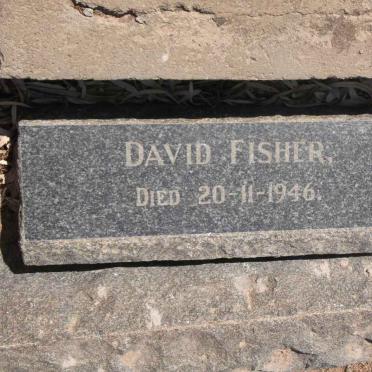 DAVID FISHER.
DIED 20-11-1946.